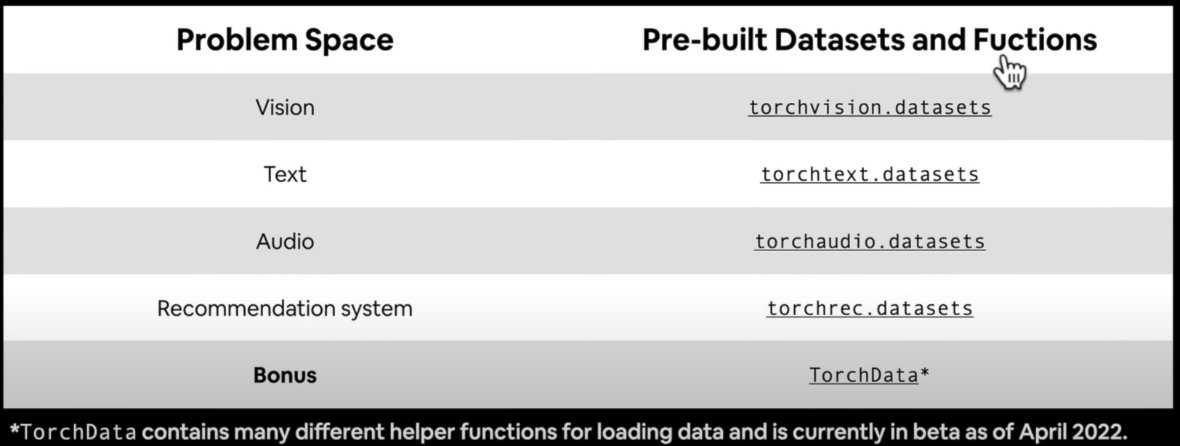 Problem Space Pre-built Datasets and Fuctions
Vision torchvision.datasets
Text torchtext.datasets
Audio torchaudio.datasets
Recommendation system torchrec.datasets
Bonus TorchData*
*TorchData contains many different helper functions for loading data and is currently in beta as of April 2022.